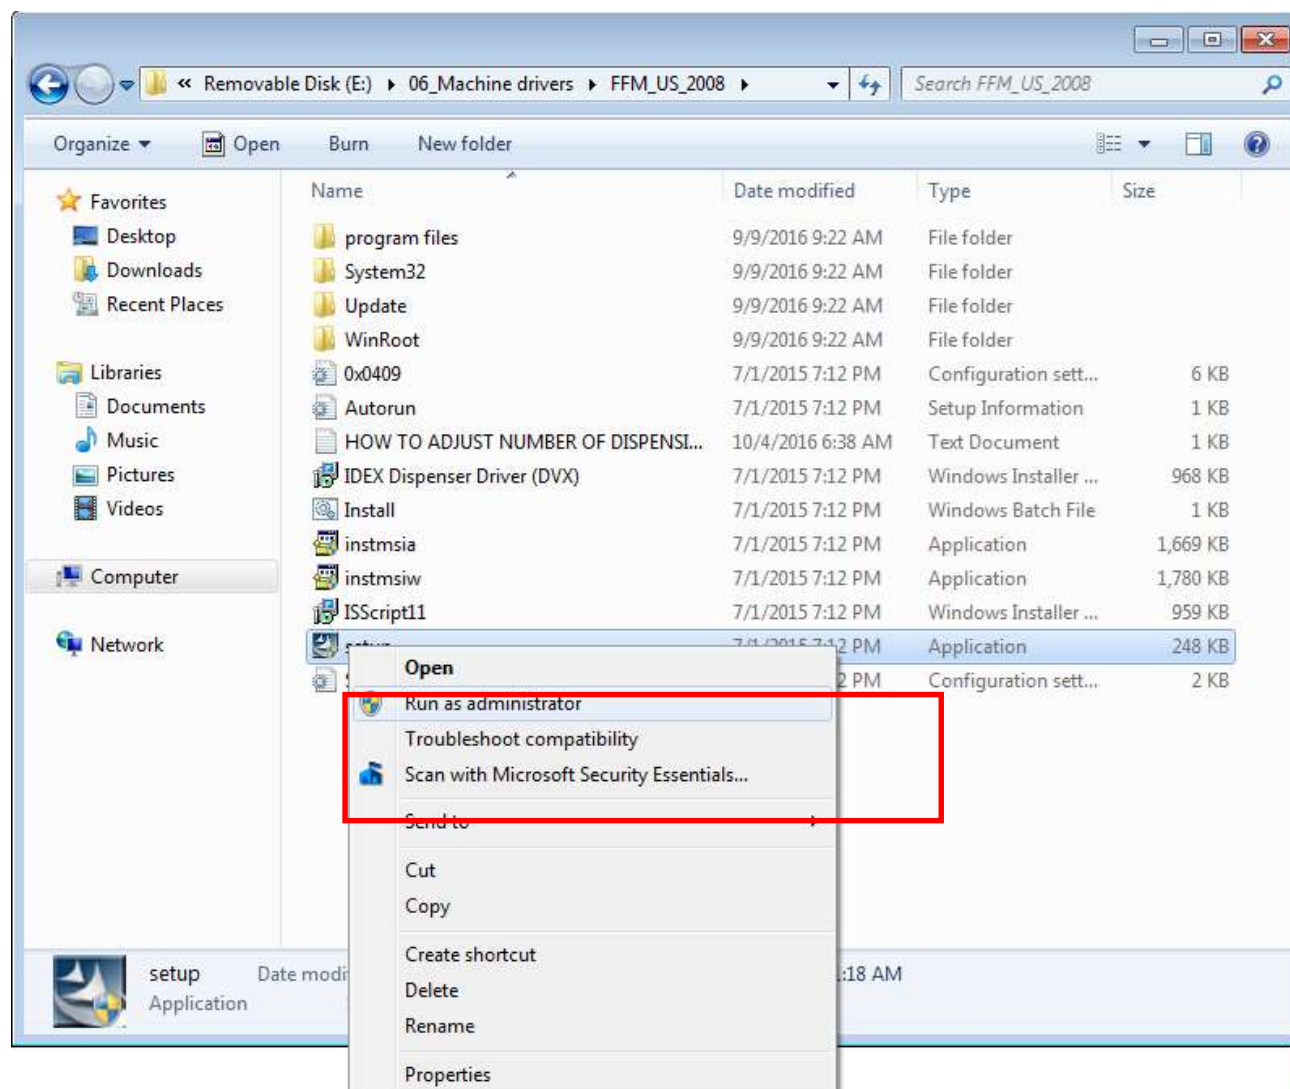 « Removable Disk (E:) 06_Machine drivers FFM_US_2008 Search FFM_US_2008
Organize Open Burn New folder
Name Date modified Type Size
Favorites
Desktop
Downloads
Recent Places
Libraries
Documents
Music
Pictures
Videos
Computer
Network
program files 9/9/2016 9:22 AM File folder
System32 9/9/2016 9:22 AM File folder
Update 9/9/2016 9:22 AM File folder
WinRoot 9/9/2016 9:22 AM File folder
0x0409 7/1/2015 7:12 PM Configuration sett... 6 KB
Autorun 7/1/2015 7:12 PM Setup Information 1 KB
HOW TO ADJUST NUMBER OF DISPENSI... 10/4/2016 6:38 AM Text Document 1 KB
IDEX Dispenser Driver (DVX) 7/1/2015 7:12 PM Windows Installer ... 968 KB
Install 7/1/2015 7:12 PM Windows Batch File 1 KB
instmsia 7/1/2015 7:12 PM Application 1,669 KB
instmsiw 7/1/2015 7:12 PM Application 1,780 KB
ISScript11 7/1/2015 7:12 PM Windows Installer ... 959 KB
setup 7/1/2015 7:12 PM Application 248 KB
2 PM Configuration sett... 2 KB
Open
Run as administrator
Troubleshoot compatibility
Scan with Microsoft Security Essentials...
Send to
Cut
Copy
Create shortcut
Delete
Rename
Properties
setup Date modi :18 AM
Application